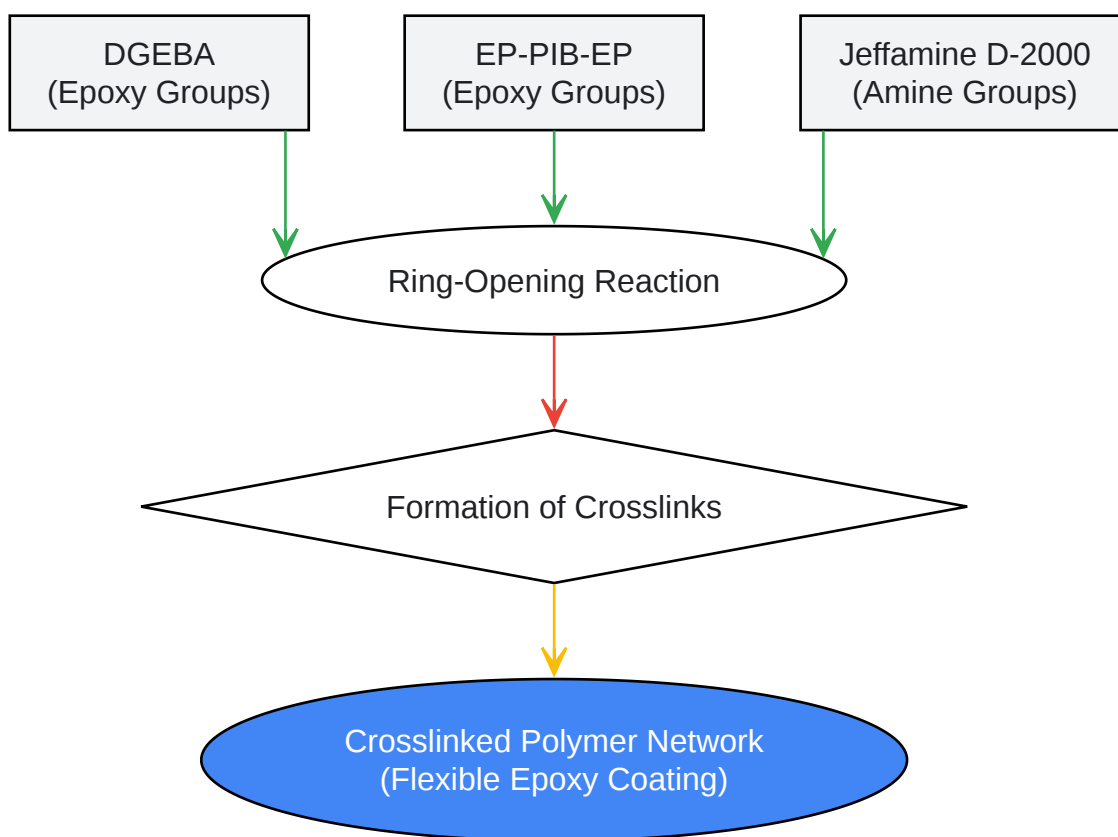 DGEBA
(Epoxy Groups)
EP-PIB-EP
(Epoxy Groups)
Jeffamine D-2000
(Amine Groups)
Ring-Opening Reaction
Formation of Crosslinks
Crosslinked Polymer Network
(Flexible Epoxy Coating)